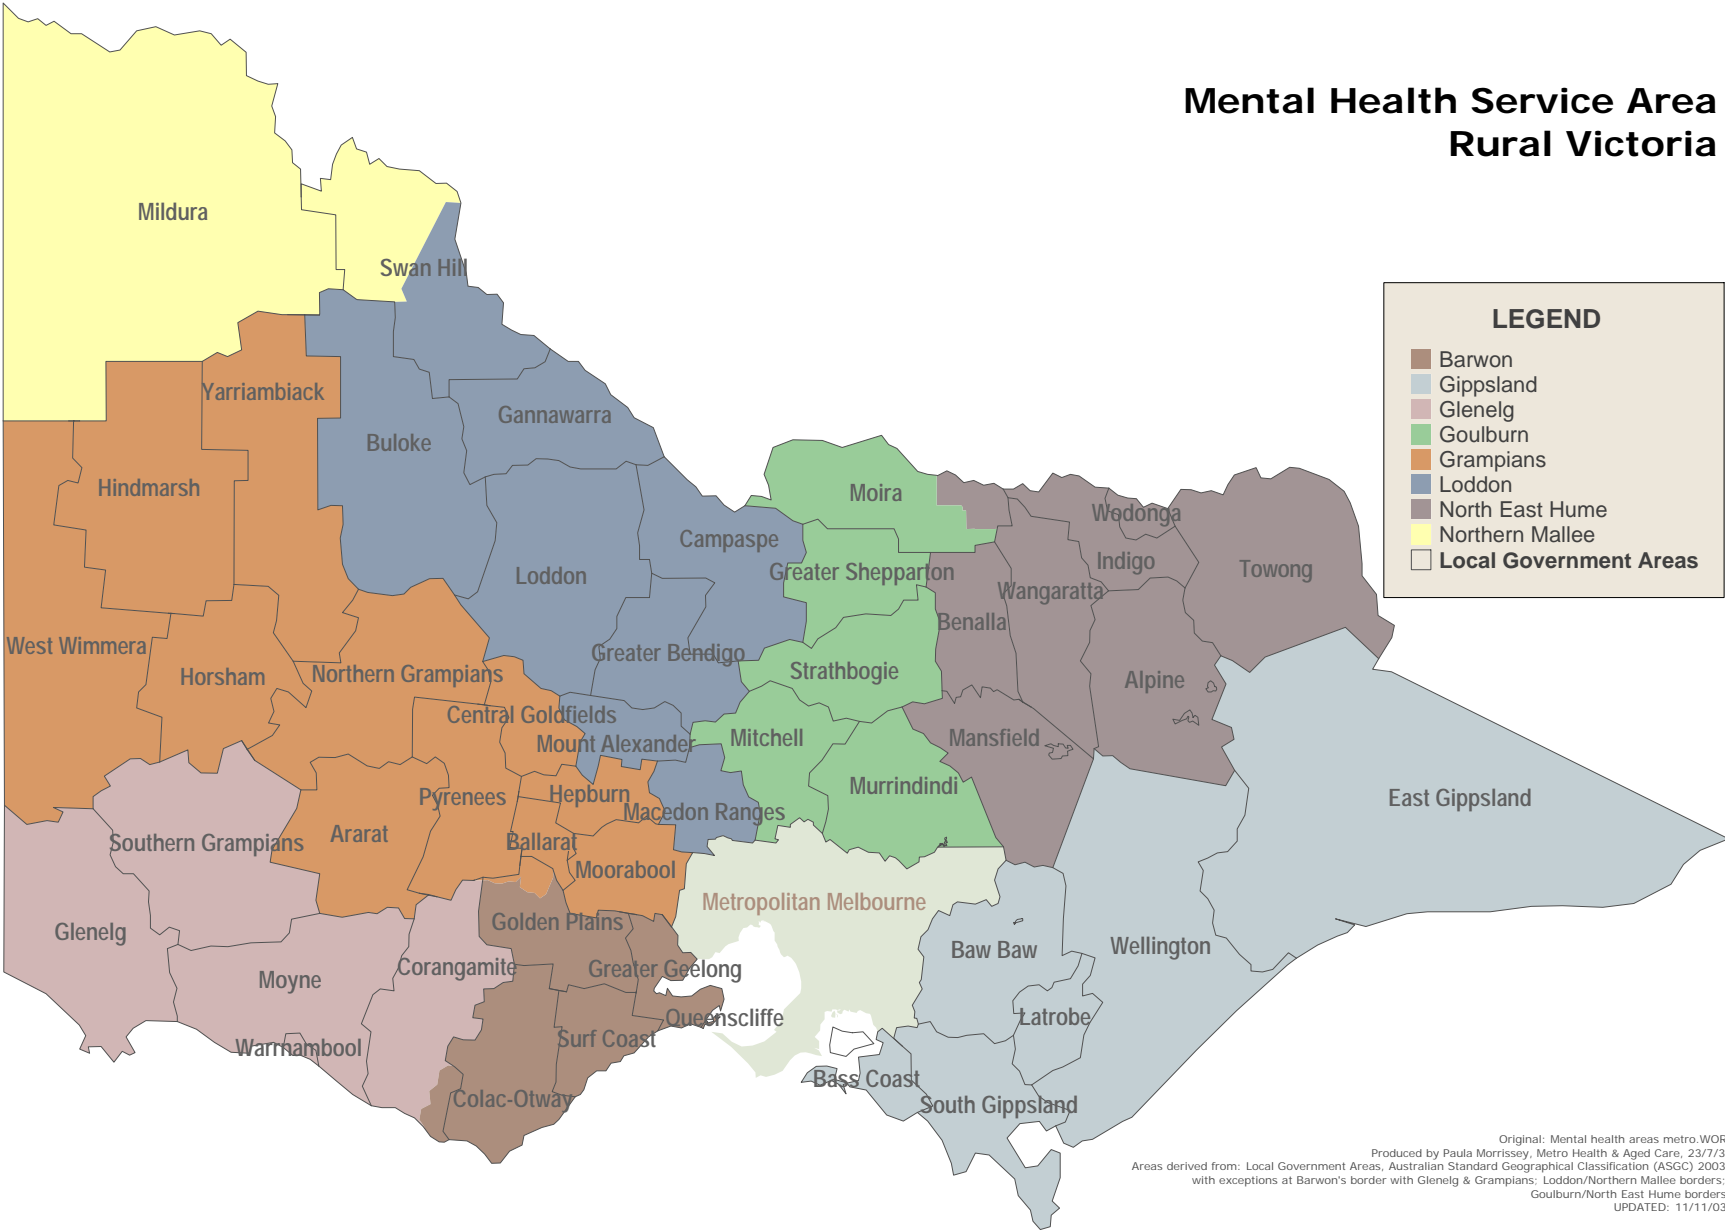 Mental Health Service Area
Rural Victoria
Mildura
Swan Hill
LEGEND
Barwon
Gippsland
Glenelg
Goulburn
Grampians
Loddon
North East Hume
Northern Mallee
Local Government Areas
Yarriambiack
Gannawarra
Buloke
Hindmarsh
Moira
Wodonga
Campaspe
Indigo
Towong
Greater Shepparton
Loddon
Wangaratta
Benalla
West Wimmera
Greater Bendigo
Strathbogie
Horsham
Northern Grampians
Alpine
Central Goldfields
Mitchell
Mansfield
Mount Alexander
Murrindindi
Hepburn
Pyrenees
East Gippsland
Macedon Ranges
Ararat
Southern Grampians
Ballarat
Moorabool
Metropolitan Melbourne
Golden Plains
Glenelg
Baw Baw
Wellington
Corangamite
Greater Geelong
Moyne
Queenscliffe
Latrobe
Surf Coast
Warrnambool
Bass Coast
Colac-Otway
South Gippsland
Original: Mental health areas metro.WOR
Produced by Paula Morrissey, Metro Health & Aged Care, 23/7/3
Areas derived from: Local Government Areas, Australian Standard Geographical Classification (ASGC) 2003
with exceptions at Barwon's border with Glenelg & Grampians; Loddon/Northern Mallee borders;
Goulburn/North East Hume borders
UPDATED: 11/11/03